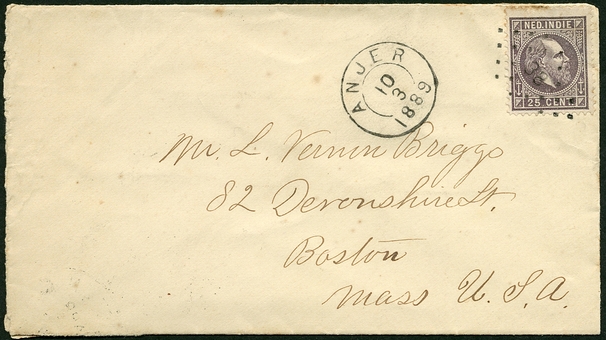 NED. INDIE
25 CENT
ANJER
10
3
1889
Mr. L. Vernon Briggs
82 Devonshire St.
Boston
Mass U. S. A.